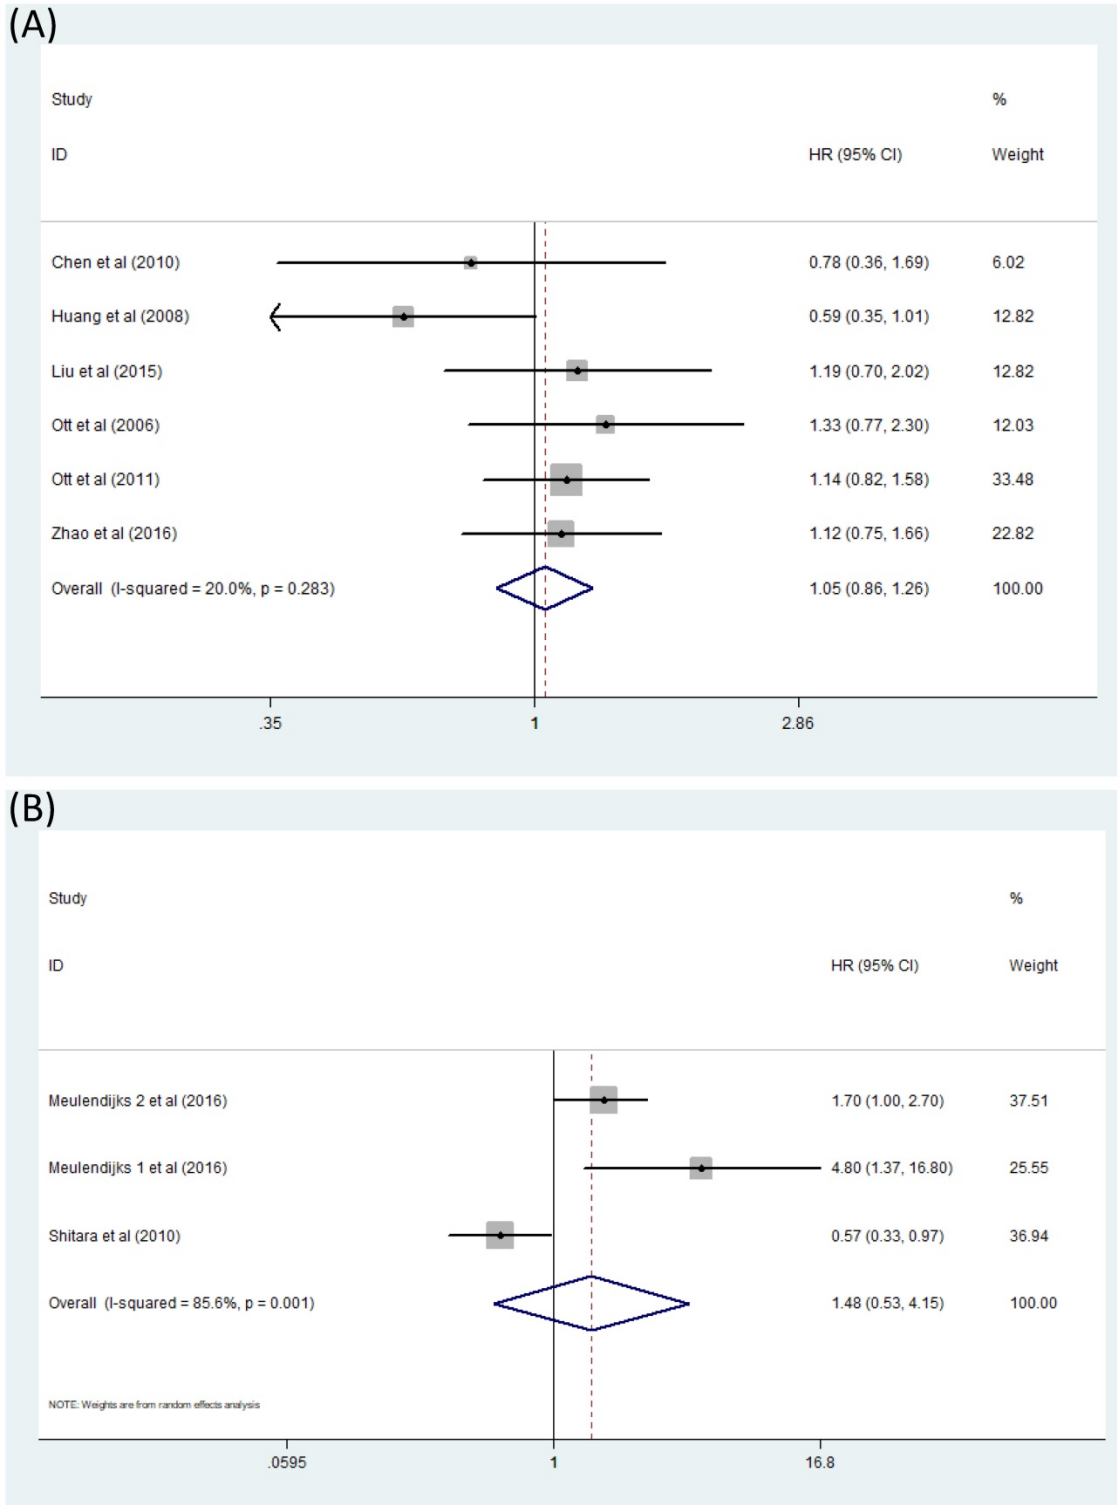 (A)
Study %
ID HR (95% CI) Weight
Chen et al (2010) 0.78 (0.36, 1.69) 6.02
Huang et al (2008) 0.59 (0.35, 1.01) 12.82
Liu et al (2015) 1.19 (0.70, 2.02) 12.82
Ott et al (2006) 1.33 (0.77, 2.30) 12.03
Ott et al (2011) 1.14 (0.82, 1.58) 33.48
Zhao et al (2016) 1.12 (0.75, 1.66) 22.82
Overall (I-squared = 20.0%, p = 0.283) 1.05 (0.86, 1.26) 100.00
.35 1 2.86
(B)
Study %
ID HR (95% CI) Weight
Meulendijks 2 et al (2016) 1.70 (1.00, 2.70) 37.51
Meulendijks 1 et al (2016) 4.80 (1.37, 16.80) 25.55
Shitara et al (2010) 0.57 (0.33, 0.97) 36.94
Overall (I-squared = 85.6%, p = 0.001) 1.48 (0.53, 4.15) 100.00
NOTE: Weights are from random effects analysis
.0595 1 16.8